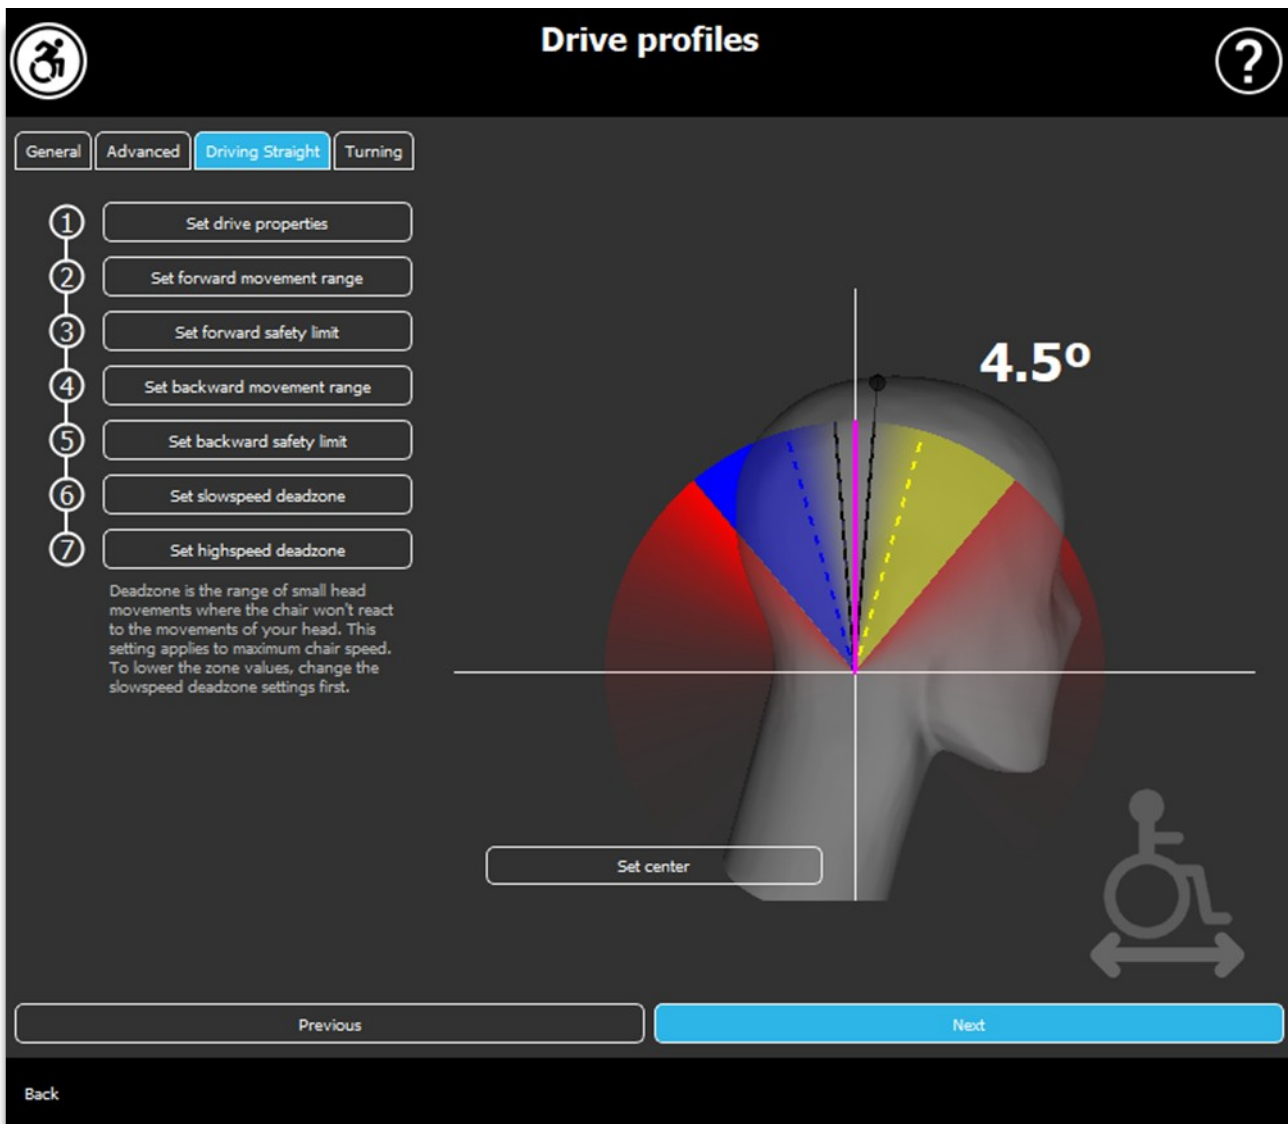 Drive profiles
?
General
Advanced
Driving Straight
Turning
1
Set drive properties
2
Set forward movement range
3
Set forward safety limit
4
Set backward movement range
5
Set backward safety limit
6
Set slowspeed deadzone
7
Set highspeed deadzone
Deadzone is the range of small head
movements where the chair won't react
to the movements of your head. This
setting applies to maximum chair speed.
To lower the zone values, change the
slowspeed deadzone settings first.
4.5º
Set center
Previous
Next
Back